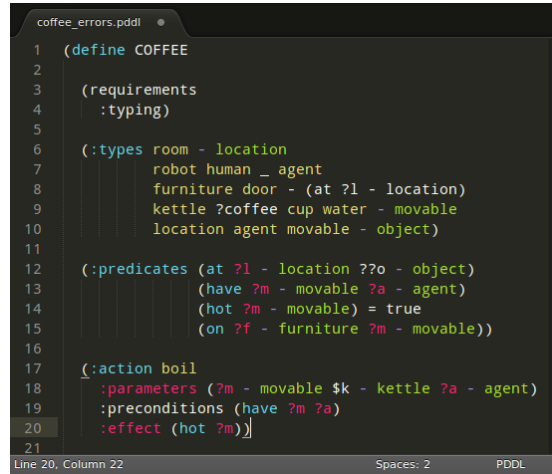 coffee_errors.pddl
1 (define COFFEE
2
3 (requirements
4 :typing)
5
6 (:types room - location
7 robot human _ agent
8 furniture door - (at ?l - location)
9 kettle ?coffee cup water - movable
10 location agent movable - object)
11
12 (:predicates (at ?l - location ??o - object)
13 (have ?m - movable ?a - agent)
14 (hot ?m - movable) = true
15 (on ?f - furniture ?m - movable))
16
17 (:action boil
18 :parameters (?m - movable $k - kettle ?a - agent)
19 :preconditions (have ?m ?a)
20 :effect (hot ?m))
21
Line 20, Column 22 Spaces: 2 PDDL